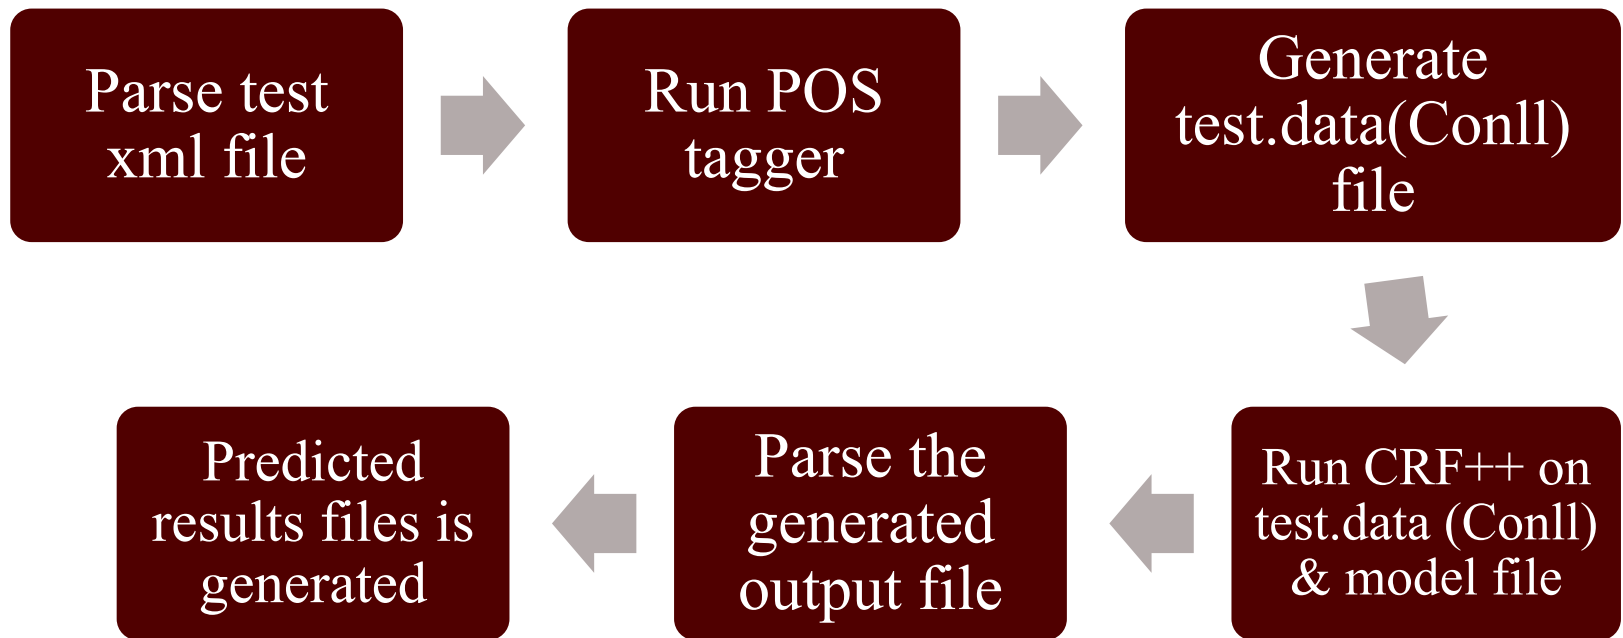 Parse test
xml file
Run POS
tagger
Generate
test.data(Conll)
file
Run CRF++ on
test.data (Conll)
& model file
Parse the
generated
output file
Predicted
results files is
generated